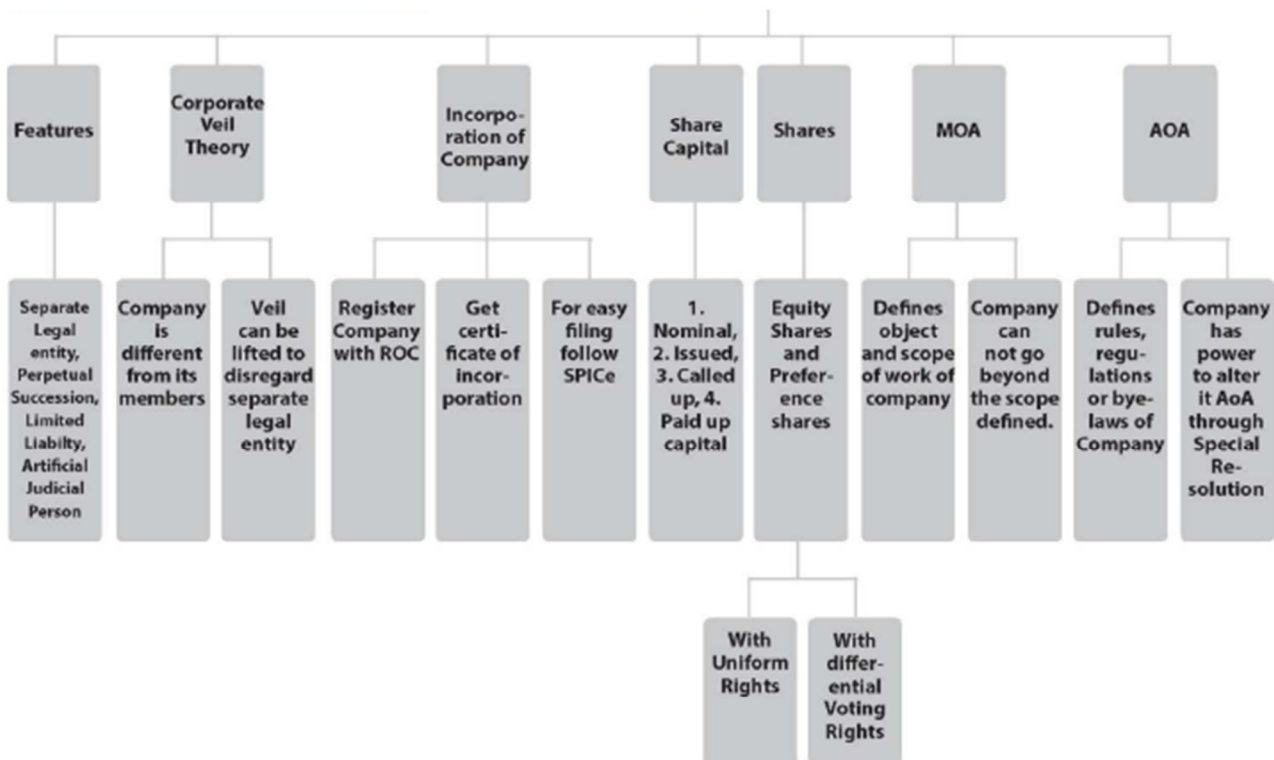 Features
Corporate
Veil
Theory
Incorpo-
ration of
Company
Share
Capital
Shares
MOA
AOA
Separate
Legal
entity,
Perpetual
Succession,
Limited
Liabilty,
Artificial
Judicial
Person
Company
is
different
from its
members
Veil
can be
lifted to
disregard
separate
legal
entity
Register
Company
with ROC
Get
certi-
ficate of
incor-
poration
For easy
filing
follow
SPICe
1.
Nominal,
2. Issued,
3. Called
up, 4.
Paid up
capital
Equity
Shares
and
Prefer-
ence
shares
Defines
object
and scope
of work of
company
Company
can
not go
beyond
the scope
defined.
Defines
rules,
regu-
lations
or bye-
laws of
Company
Company
has
power
to alter
it AoA
through
Special
Re-
solution
With
Uniform
Rights
With
differ-
ential
Voting
Rights